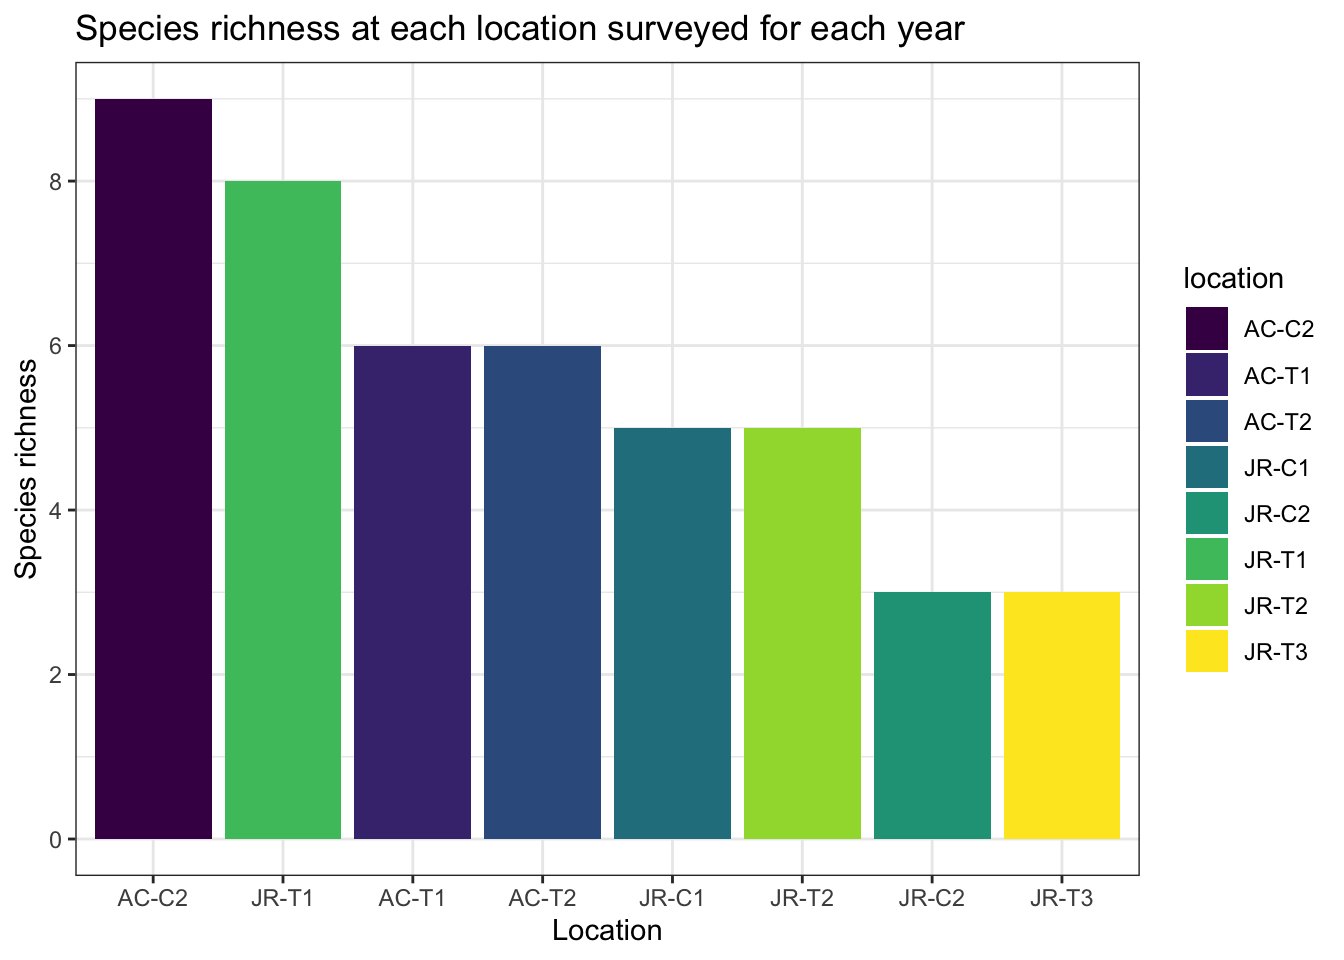 Species richness at each location surveyed for each year
Species richness
8
6
4
2
0
AC-C2 JR-T1 AC-T1 AC-T2 JR-C1 JR-T2 JR-C2 JR-T3
Location
location
AC-C2
AC-T1
AC-T2
JR-C1
JR-C2
JR-T1
JR-T2
JR-T3